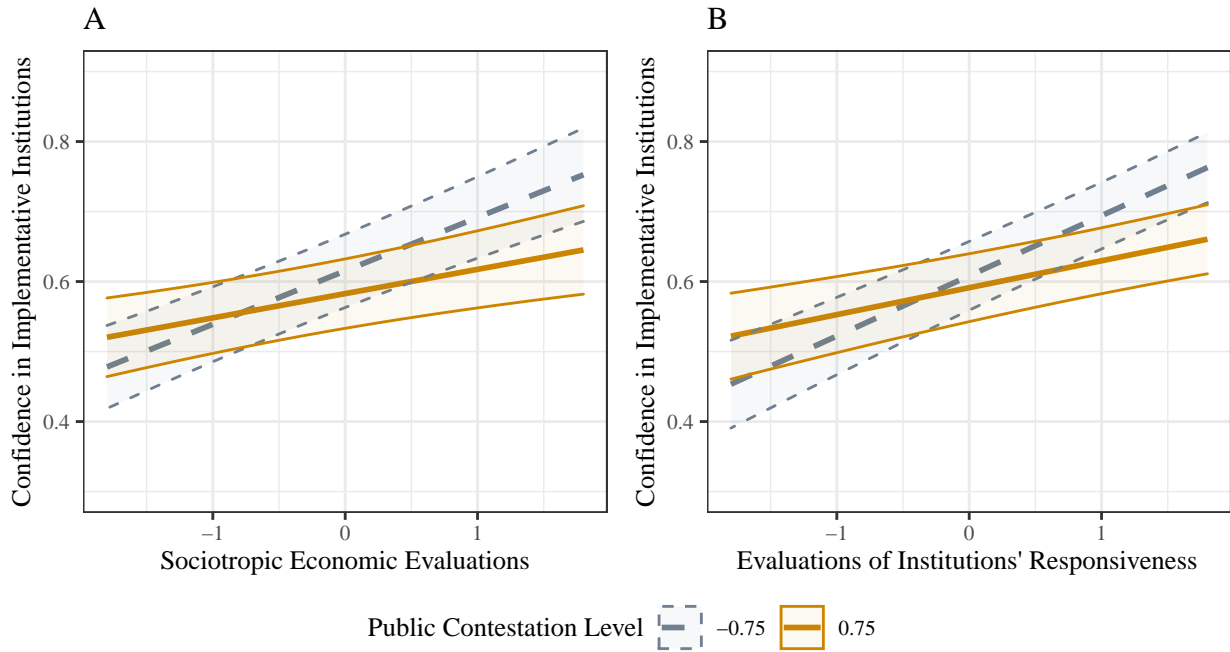 A
B
Confidence in Implementative Institutions
0.8
0.6
0.4
−1
0
1
Sociotropic Economic Evaluations
Confidence in Implementative Institutions
0.8
0.6
0.4
−1
0
1
Evaluations of Institutions' Responsiveness
Public Contestation Level
−0.75
0.75